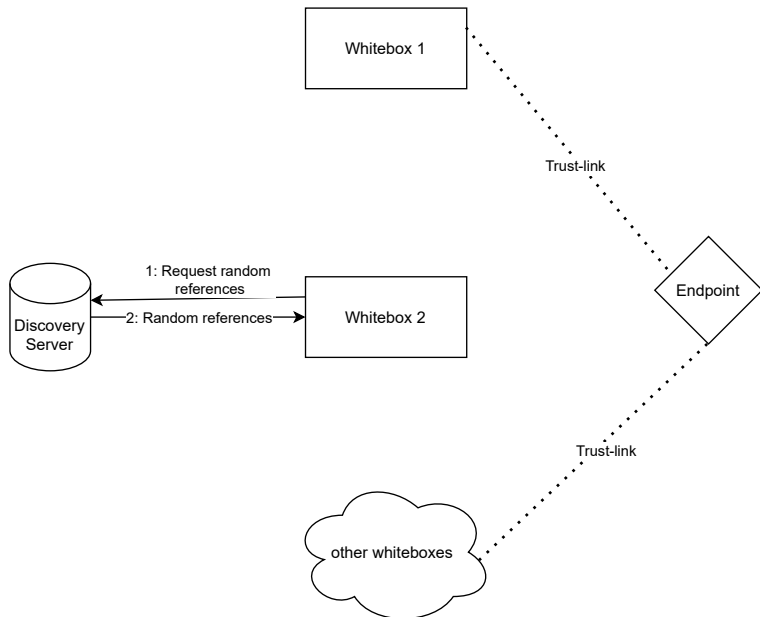 Whitebox 1
Trust-link
1: Request random
references
2: Random references
Discovery
Server
Whitebox 2
Endpoint
Trust-link
other whiteboxes